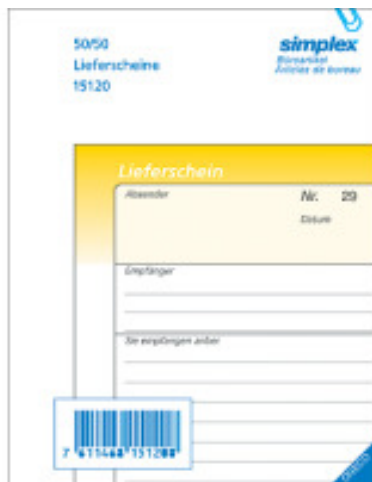 50/50
Lieferscheine
15120
simplex
Büroartikel
Articles de bureau
Lieferschein
Absender
Nr. 29
Datum
Empfänger
Sie empfangen anbei
7 611468 151208